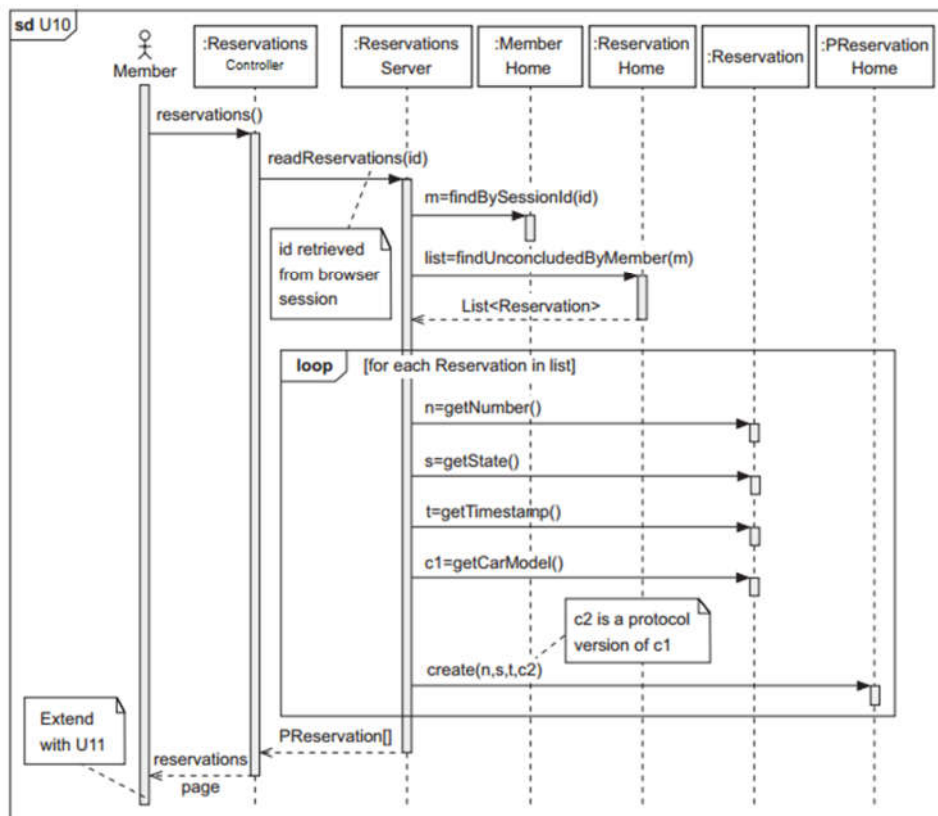 sd U10
Member
:Reservations
Controller
:Reservations
Server
:Member
Home
:Reservation
Home
:Reservation
:PReservation
Home
reservations()
readReservations(id)
m=findBySessionId(id)
id retrieved
from browser
session
list=findUnconcludedByMember(m)
List<Reservation>
loop
[for each Reservation in list]
n=getNumber()
s=getState()
t=getTimestamp()
c1=getCarModel()
c2 is a protocol
version of c1
create(n,s,t,c2)
Extend
with U11
PReservation[]
reservations
page